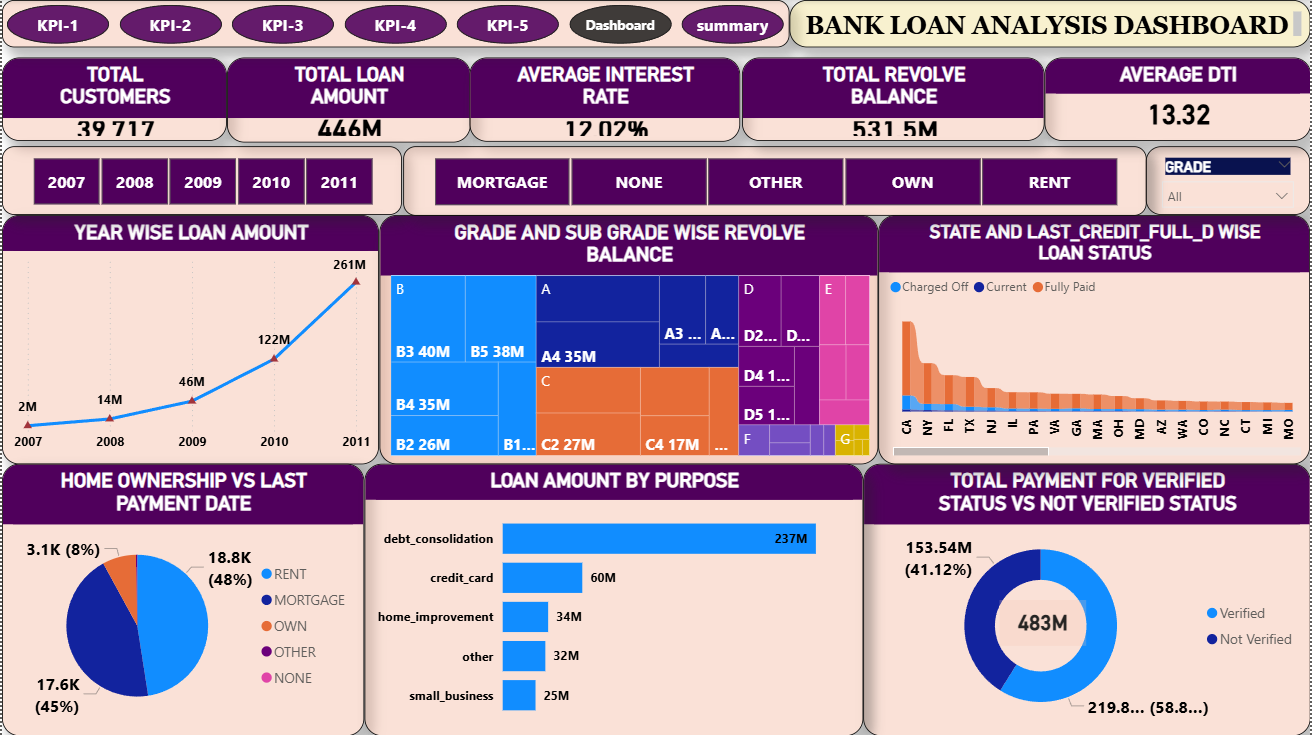 KPI-1
KPI-2
KPI-3
KPI-4
KPI-5
Dashboard
summary
BANK LOAN ANALYSIS DASHBOARD
TOTAL
CUSTOMERS
39 717
TOTAL LOAN
AMOUNT
446M
AVERAGE INTEREST
RATE
12.02%
TOTAL REVOLVE
BALANCE
531.5M
AVERAGE DTI
13.32
2007
2008
2009
2010
2011
MORTGAGE
NONE
OTHER
OWN
RENT
GRADE
All
YEAR WISE LOAN AMOUNT
2M
14M
46M
122M
261M
2007
2008
2009
2010
2011
GRADE AND SUB GRADE WISE REVOLVE
BALANCE
B
B3 40M
B5 38M
B4 35M
B2 26M
B1...
A
A4 35M
A3 ...
A...
C
C2 27M
C4 17M
...
D
D2...
D...
D4 1...
D5 1...
E
F
G
STATE AND LAST_CREDIT_FULL_D WISE
LOAN STATUS
Charged Off
Current
Fully Paid
CA
NY
FL
TX
NJ
IL
PA
VA
GA
MA
OH
MD
AZ
WA
CO
NC
CT
MI
MO
HOME OWNERSHIP VS LAST
PAYMENT DATE
3.1K (8%)
18.8K
(48%)
17.6K
(45%)
RENT
MORTGAGE
OWN
OTHER
NONE
LOAN AMOUNT BY PURPOSE
debt_consolidation
237M
credit_card
60M
home_improvement
34M
other
32M
small_business
25M
TOTAL PAYMENT FOR VERIFIED
STATUS VS NOT VERIFIED STATUS
153.54M
(41.12%)
483M
219.8... (58.8...)
Verified
Not Verified